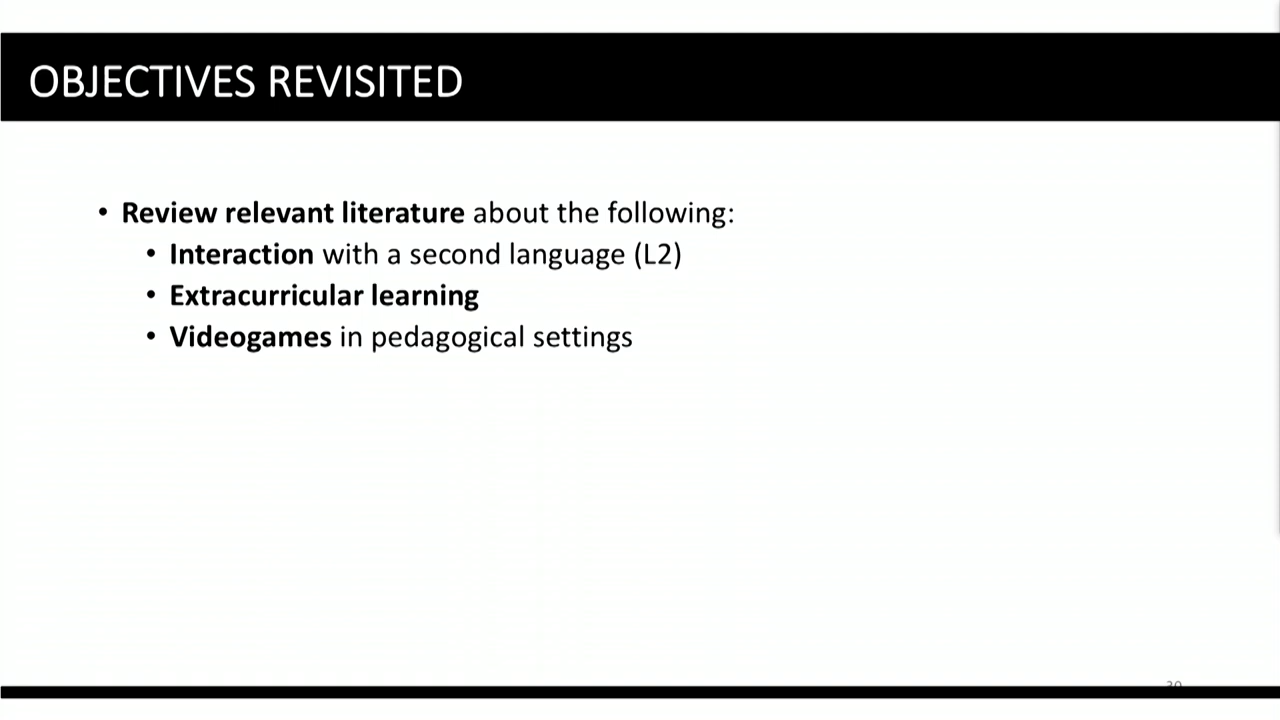 OBJECTIVES REVISITED
• Review relevant literature about the following:
• Interaction with a second language (L2)
• Extracurricular learning
• Videogames in pedagogical settings